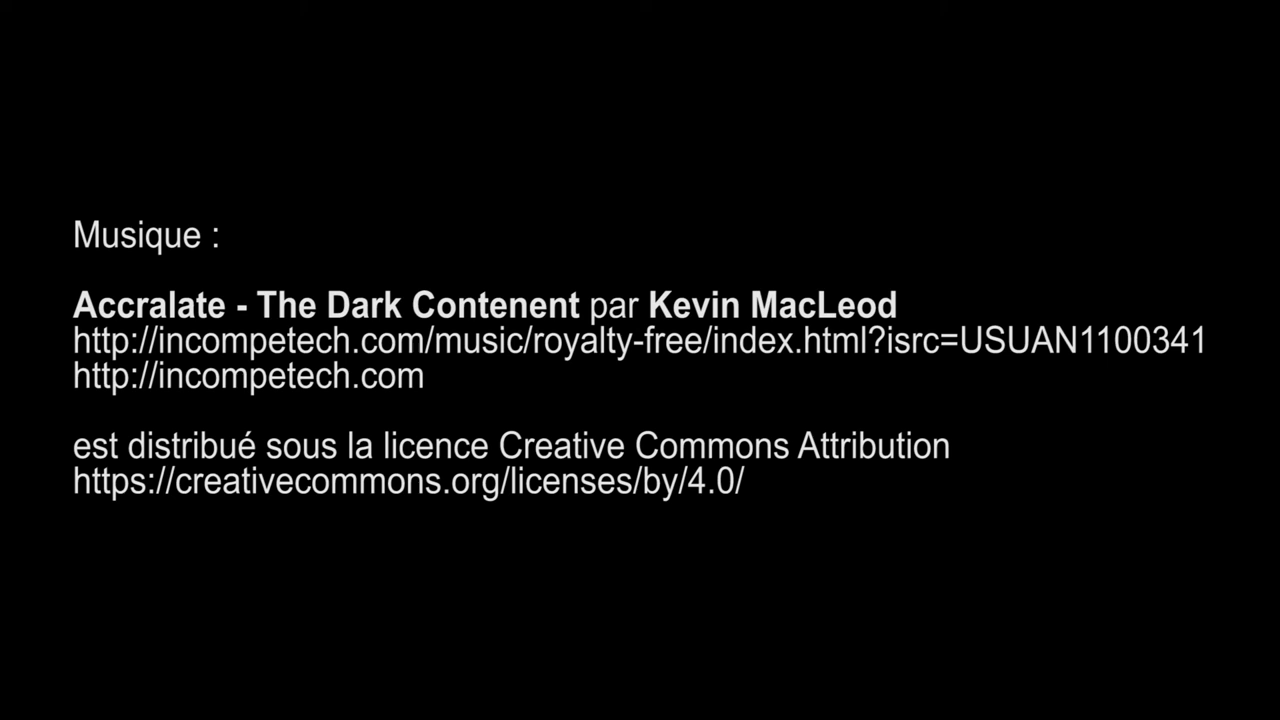 Musique :
Accralate - The Dark Contenent par Kevin MacLeod
http://incompetech.com/music/royalty-free/index.html?isrc=USUAN1100341
http://incompetech.com
est distribué sous la licence Creative Commons Attribution
https://creativecommons.org/licenses/by/4.0/